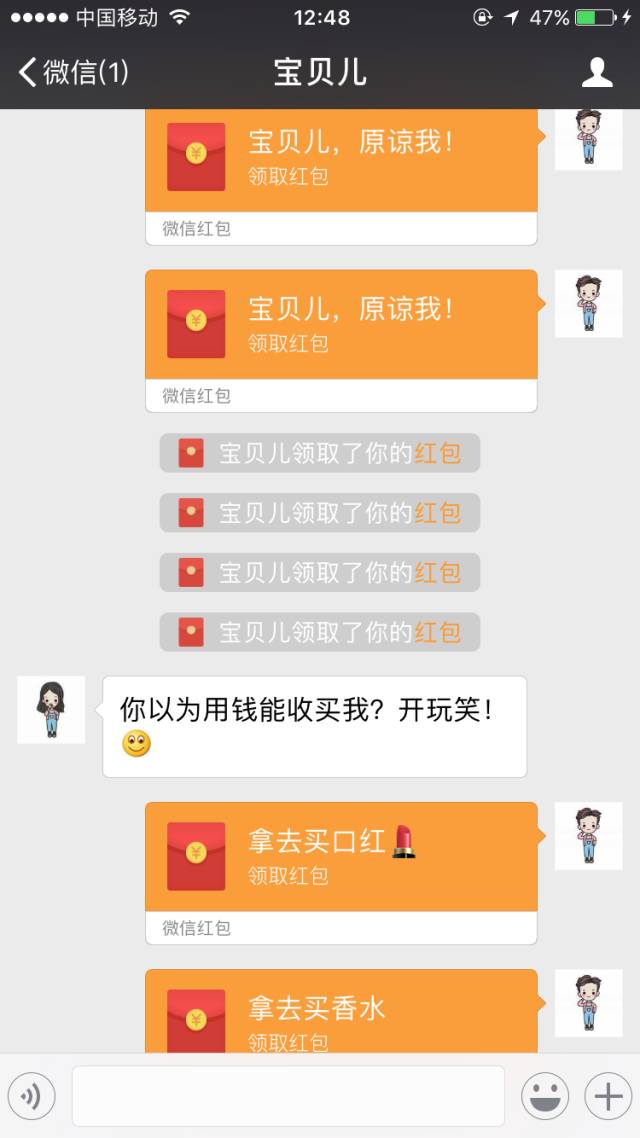 中国移动 12:48 47%
微信(1) 宝贝儿
宝贝儿，原谅我！
领取红包
微信红包
宝贝儿，原谅我！
领取红包
微信红包
宝贝儿领取了你的红包
宝贝儿领取了你的红包
宝贝儿领取了你的红包
宝贝儿领取了你的红包
你以为用钱能收买我？开玩笑！
拿去买口红💄
领取红包
微信红包
拿去买香水
领取红包